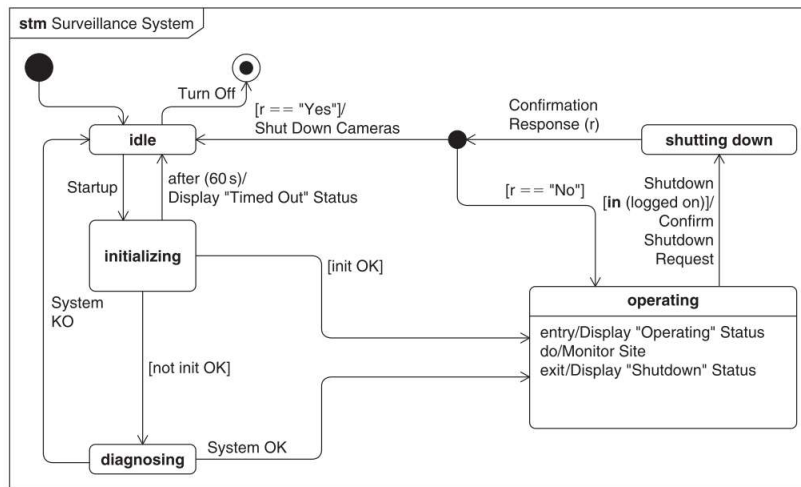 stm Surveillance System
Turn Off
[r == "Yes"]/
Shut Down Cameras
Confirmation
Response (r)
idle
shutting down
Startup
after (60 s)/
Display "Timed Out" Status
[r == "No"]
Shutdown
[in (logged on)]/
Confirm
Shutdown
Request
initializing
[init OK]
System
KO
operating
entry/Display "Operating" Status
do/Monitor Site
exit/Display "Shutdown" Status
[not init OK]
System OK
diagnosing